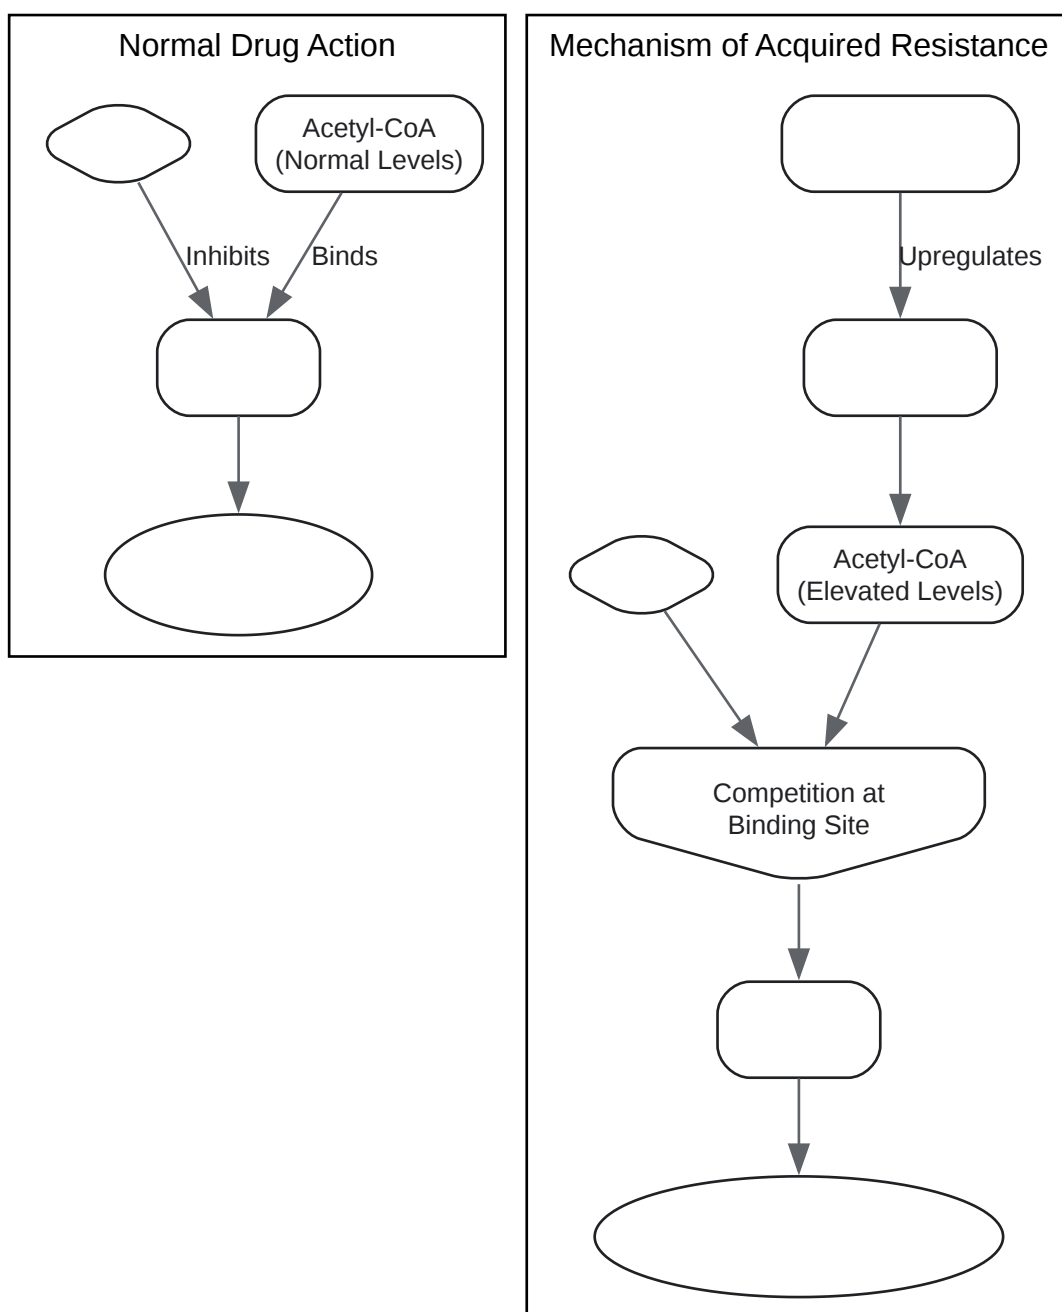 Normal Drug Action
Acetyl-CoA
(Normal Levels)
Inhibits
Binds
Mechanism of Acquired Resistance
Upregulates
Acetyl-CoA
(Elevated Levels)
Competition at
Binding Site